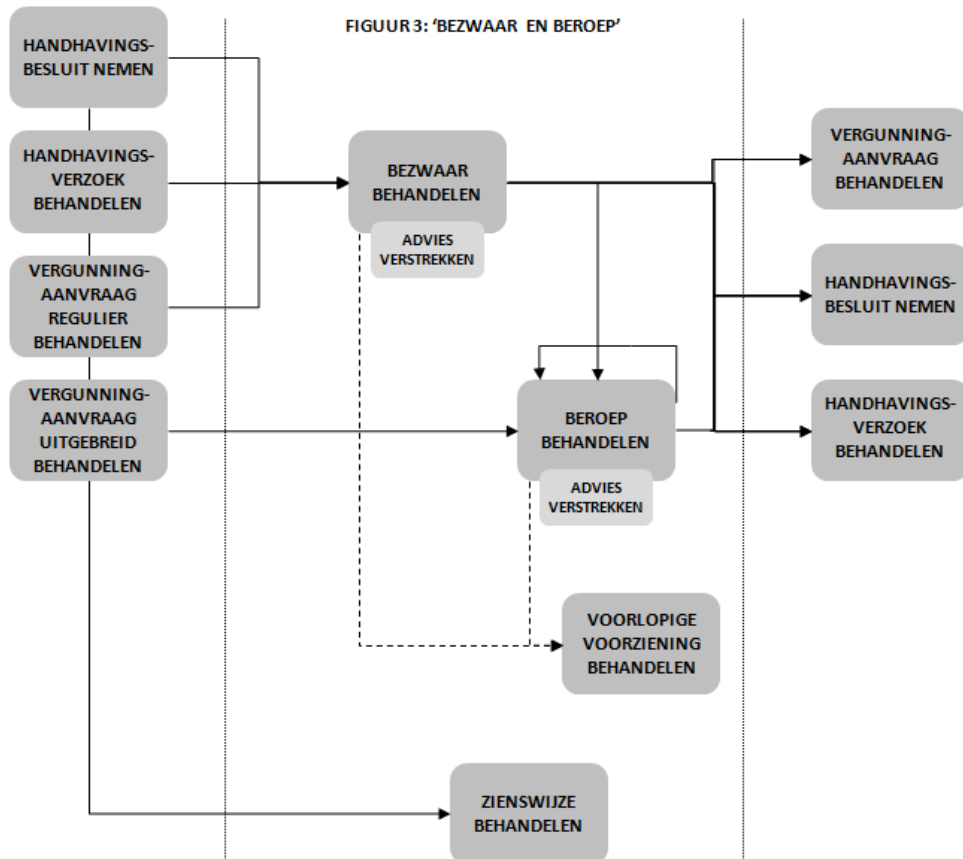 FIGUUR 3: ‘BEZWAAR EN BEROEP’
HANDHAVINGS-
BESLUIT NEMEN
HANDHAVINGS-
VERZOEK
BEHANDELEN
VERGUNNING-
AANVRAAG
REGULIER
BEHANDELEN
VERGUNNING-
AANVRAAG
UITGEBREID
BEHANDELEN
BEZWAAR
BEHANDELEN
ADVIES
VERSTREKKEN
BEROEP
BEHANDELEN
ADVIES
VERSTREKKEN
VOORLOPIGE
VOORZIENING
BEHANDELEN
ZIENSWIJZE
BEHANDELEN
VERGUNNING-
AANVRAAG
BEHANDELEN
HANDHAVINGS-
BESLUIT NEMEN
HANDHAVINGS-
VERZOEK
BEHANDELEN